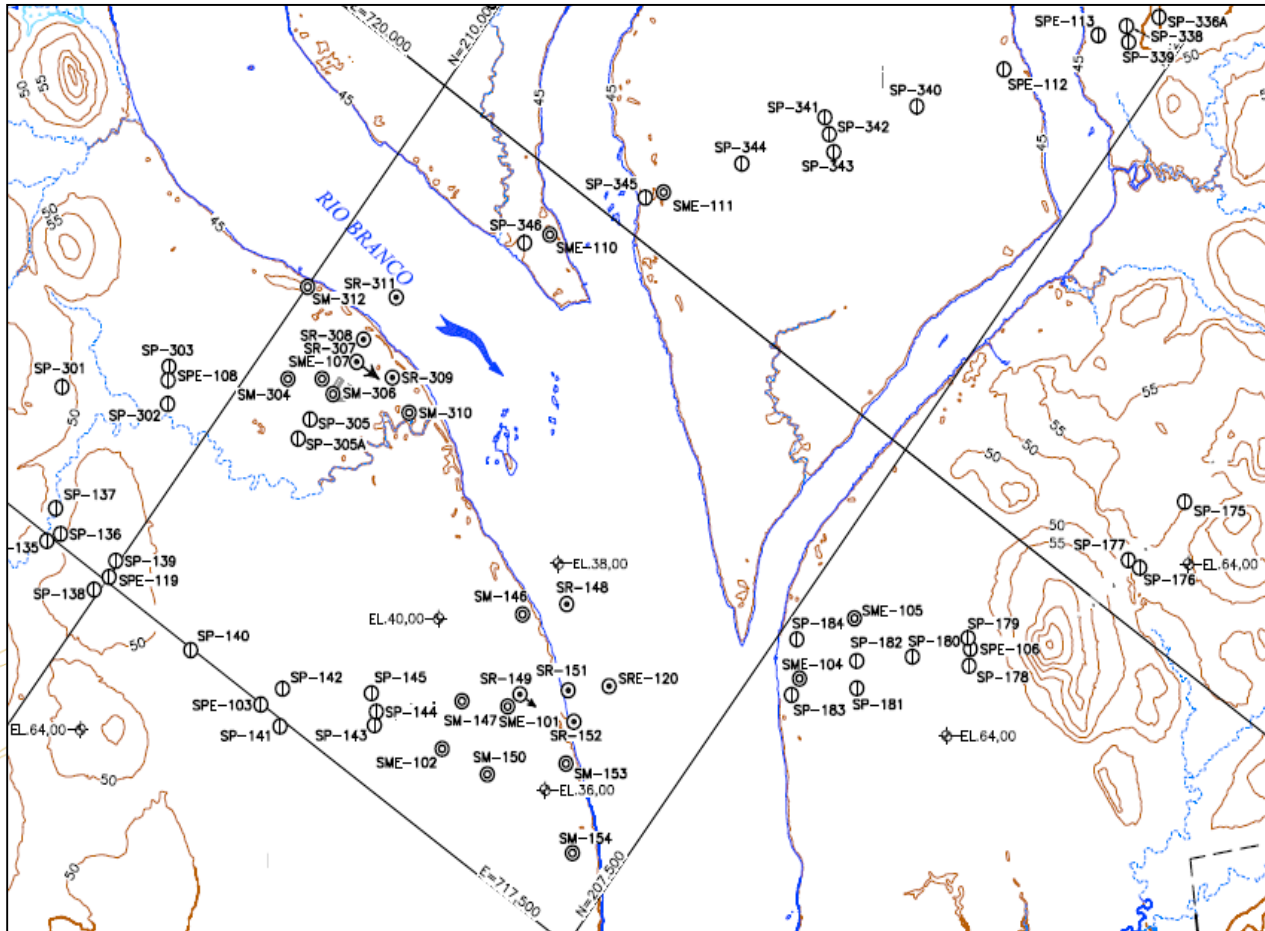 E=720.000
N=210.000
SPE-113
SP-336A
SP-338
SP-339
50
50
55
45
45
45
45
45
SPE-112
SP-340
SP-341
SP-342
SP-343
SP-344
SP-345
SME-111
SP-346
SME-110
50
55
RIO BRANCO
SR-311
SM-312
SR-308
SR-307
SME-107
SR-309
SM-304
SM-306
SM-310
SP-305
SP-305A
SP-303
SP-301
SPE-108
SP-302
50
55
55
55
50
50
55
SP-175
SP-177
SP-176
EL.64,00
SP-137
SP-136
-135
SP-139
SPE-119
SP-138
50
SP-140
EL.38,00
SM-146
SR-148
EL.40,00
SME-105
SP-184
SP-179
SP-182
SP-180
SPE-106
SP-178
SME-104
SP-183
SP-181
SP-142
SP-145
SR-149
SR-151
SRE-120
SPE-103
SP-144
SM-147
SME-101
SR-152
SP-141
SP-143
EL.64,00
EL.64,00
SME-102
SM-150
SM-153
50
EL.36,00
SM-154
50
E=717.500
N=207.500